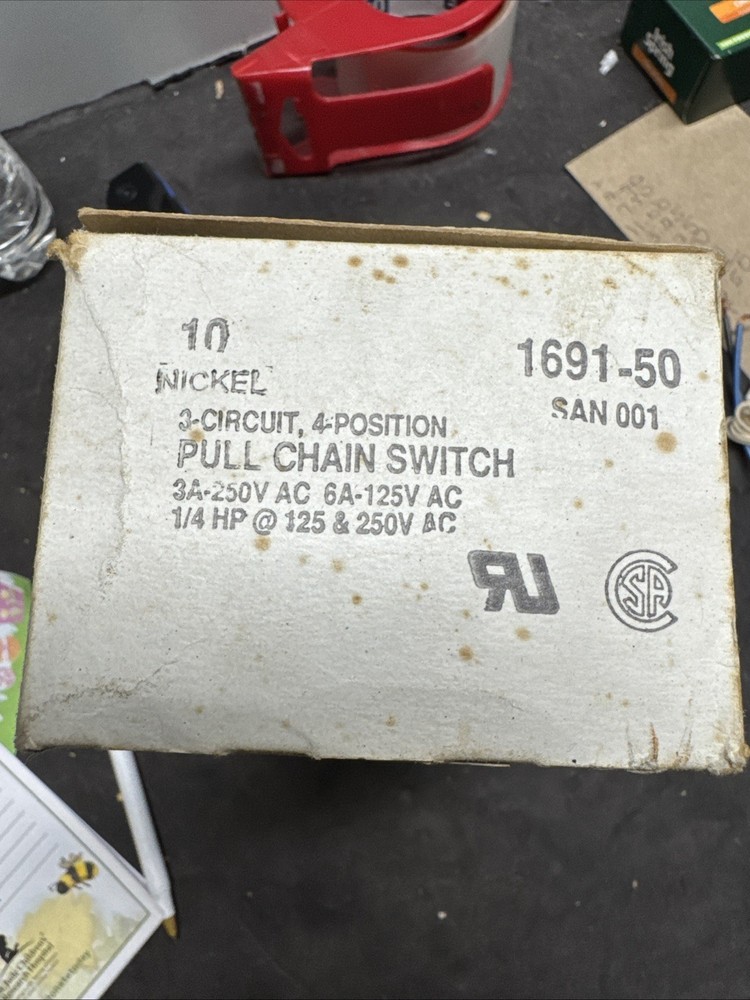 10
NICKEL
1691-50
SAN 001
3-CIRCUIT, 4-POSITION
PULL CHAIN SWITCH
3A-250V AC 6A-125V AC
1/4 HP @ 125 & 250V AC
CSA